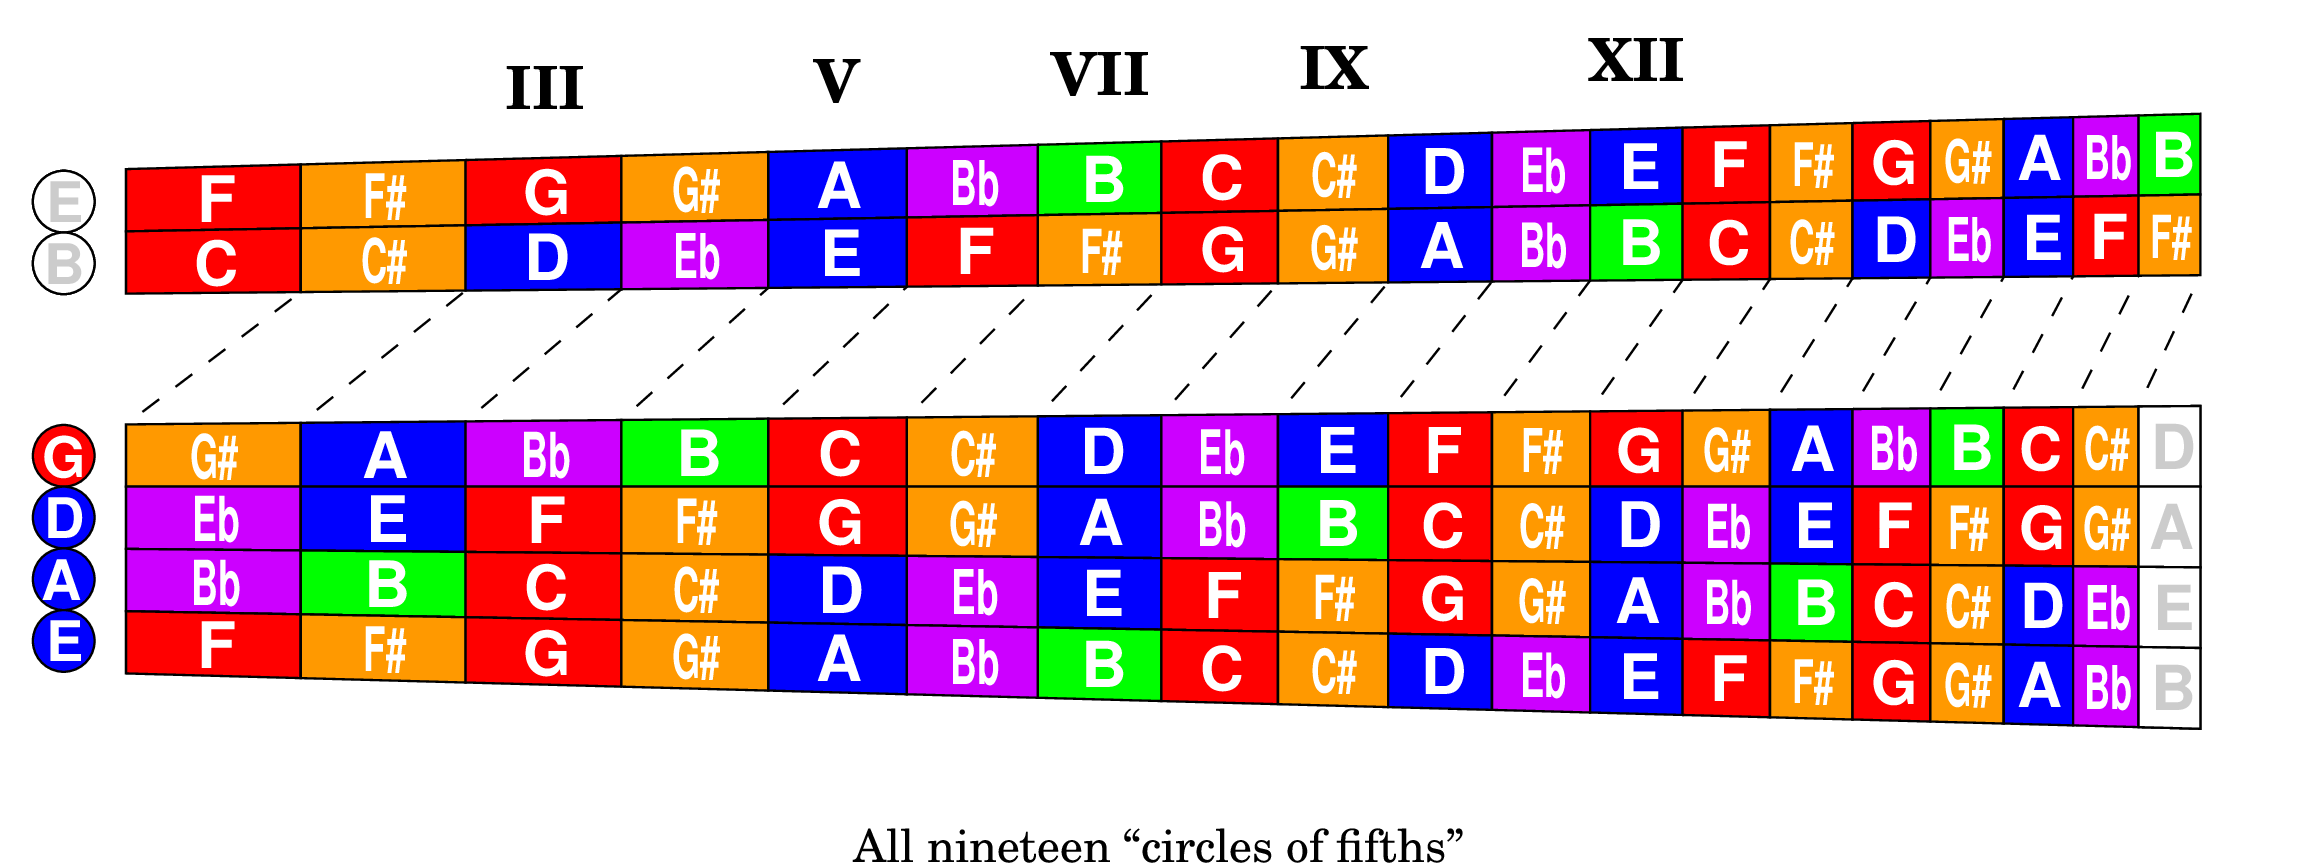 III V VII IX XII
E F F# G G# A Bb B C C# D Eb E F F# G G# A Bb B
B C C# D Eb E F F# G G# A Bb B C C# D Eb E F F#
G G# A Bb B C C# D Eb E F F# G G# A Bb B C C# D
D Eb E F F# G G# A Bb B C C# D Eb E F F# G G# A
A Bb B C C# D Eb E F F# G G# A Bb B C C# D Eb E
E F F# G G# A Bb B C C# D Eb E F F# G G# A Bb B
All nineteen “circles of fifths”